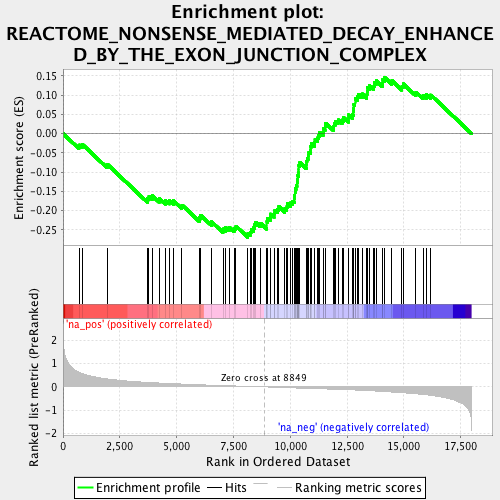 Enrichment plot:
REACTOME_NONSENSE_MEDIATED_DECAY_ENHANCE
D_BY_THE_EXON_JUNCTION_COMPLEX
Enrichment score (ES)
0.15
0.10
0.05
0.00
-0.05
-0.10
-0.15
-0.20
-0.25
'na_pos' (positively correlated)
Ranked list metric (PreRanked)
2
1
0
-1
-2
Zero cross at 8849
'na_neg' (negatively correlated)
0
2,500
5,000
7,500
10,000
12,500
15,000
17,500
Rank in Ordered Dataset
Enrichment profile
Hits
Ranking metric scores